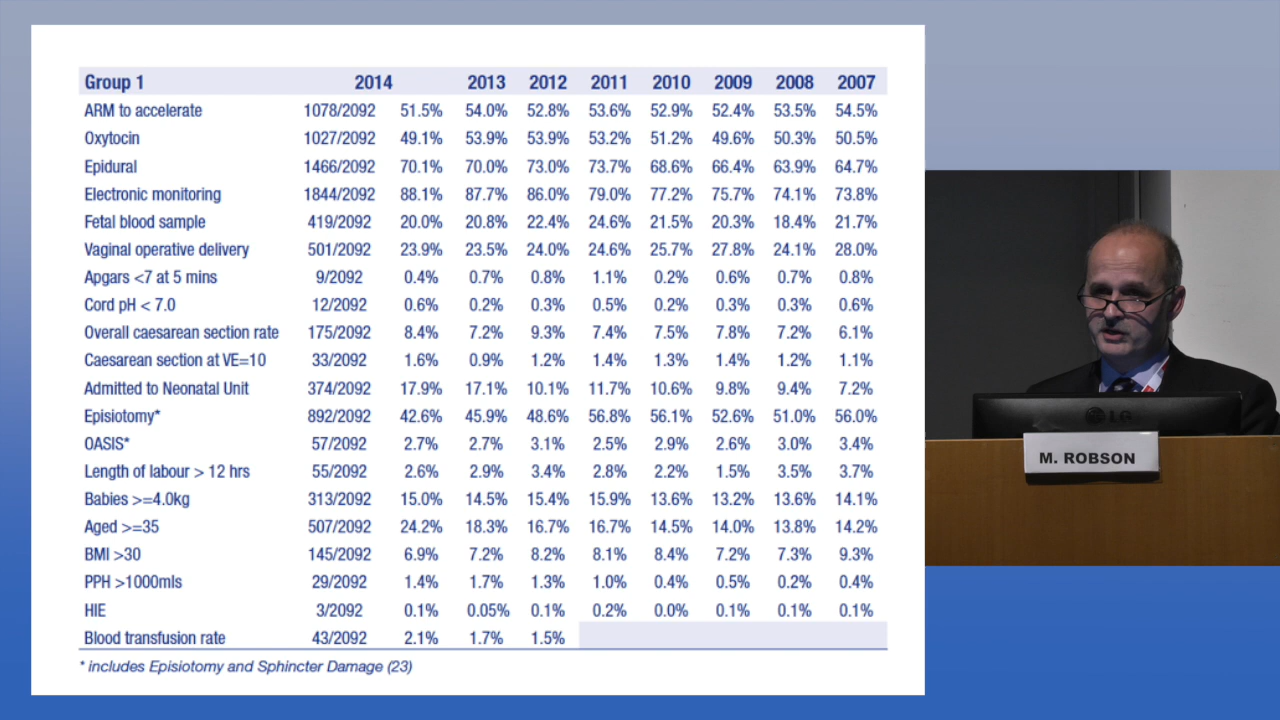 Group 1 2014 2013 2012 2011 2010 2009 2008 2007
ARM to accelerate 1078/2092 51.5% 54.0% 52.8% 53.6% 52.9% 52.4% 53.5% 54.5%
Oxytocin 1027/2092 49.1% 53.9% 53.9% 53.2% 51.2% 49.6% 50.3% 50.5%
Epidural 1466/2092 70.1% 70.0% 73.0% 73.7% 68.6% 66.4% 63.9% 64.7%
Electronic monitoring 1844/2092 88.1% 87.7% 86.0% 79.0% 77.2% 75.7% 74.1% 73.8%
Fetal blood sample 419/2092 20.0% 20.8% 22.4% 24.6% 21.5% 20.3% 18.4% 21.7%
Vaginal operative delivery 501/2092 23.9% 23.5% 24.0% 24.6% 25.7% 27.8% 24.1% 28.0%
Apgars <7 at 5 mins 9/2092 0.4% 0.7% 0.8% 1.1% 0.2% 0.6% 0.7% 0.8%
Cord pH < 7.0 12/2092 0.6% 0.2% 0.3% 0.5% 0.2% 0.3% 0.3% 0.6%
Overall caesarean section rate 175/2092 8.4% 7.2% 9.3% 7.4% 7.5% 7.8% 7.2% 6.1%
Caesarean section at VE=10 33/2092 1.6% 0.9% 1.2% 1.4% 1.3% 1.4% 1.2% 1.1%
Admitted to Neonatal Unit 374/2092 17.9% 17.1% 10.1% 11.7% 10.6% 9.8% 9.4% 7.2%
Episiotomy* 892/2092 42.6% 45.9% 48.6% 56.8% 56.1% 52.6% 51.0% 56.0%
OASIS* 57/2092 2.7% 2.7% 3.1% 2.5% 2.9% 2.6% 3.0% 3.4%
Length of labour > 12 hrs 55/2092 2.6% 2.9% 3.4% 2.8% 2.2% 1.5% 3.5% 3.7%
Babies >=4.0kg 313/2092 15.0% 14.5% 15.4% 15.9% 13.6% 13.2% 13.6% 14.1%
Aged >=35 507/2092 24.2% 18.3% 16.7% 16.7% 14.5% 14.0% 13.8% 14.2%
BMI >30 145/2092 6.9% 7.2% 8.2% 8.1% 8.4% 7.2% 7.3% 9.3%
PPH >1000mls 29/2092 1.4% 1.7% 1.3% 1.0% 0.4% 0.5% 0.2% 0.4%
HIE 3/2092 0.1% 0.05% 0.1% 0.2% 0.0% 0.1% 0.1% 0.1%
Blood transfusion rate 43/2092 2.1% 1.7% 1.5%
* includes Episiotomy and Sphincter Damage (23)
LG
M. ROBSON